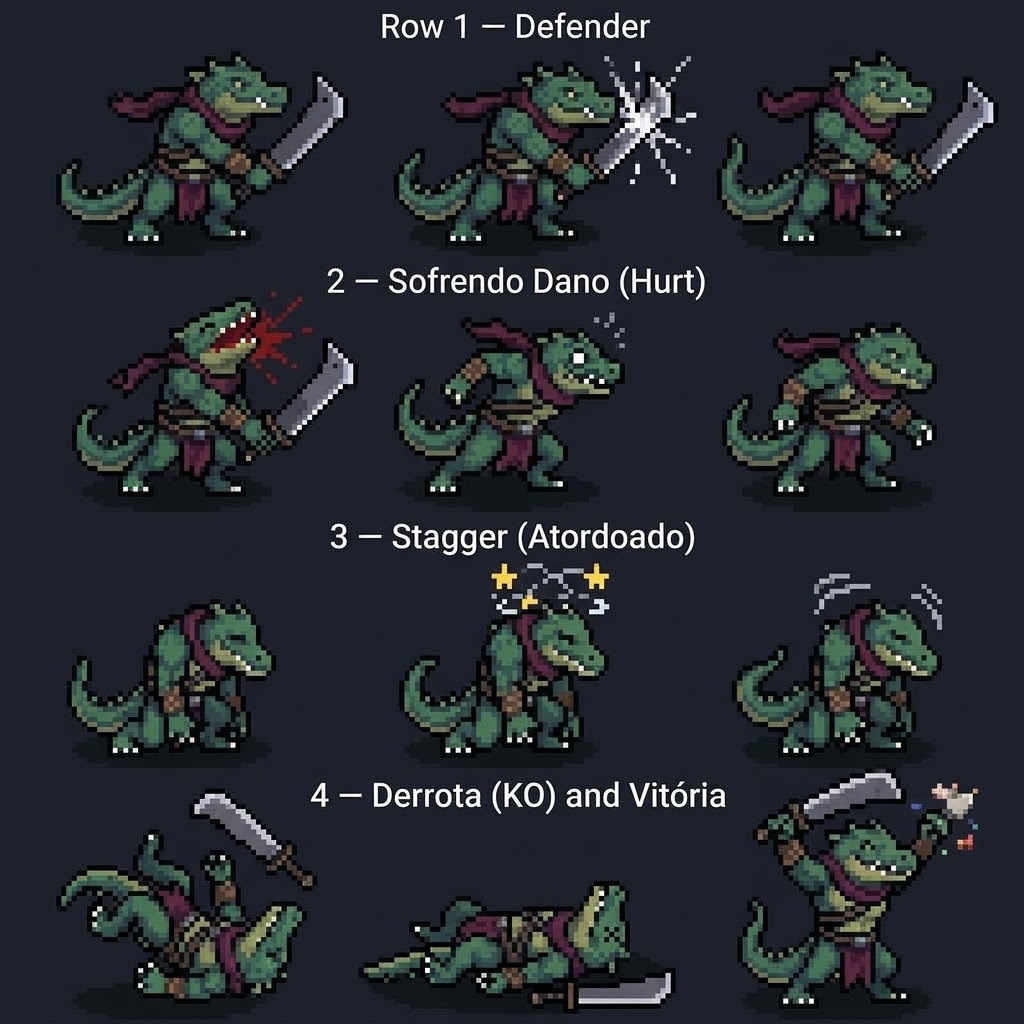 Row 1 — Defender
2 — Sofrendo Dano (Hurt)
3 — Stagger (Atordoado)
4 — Derrota (KO) and Vitória